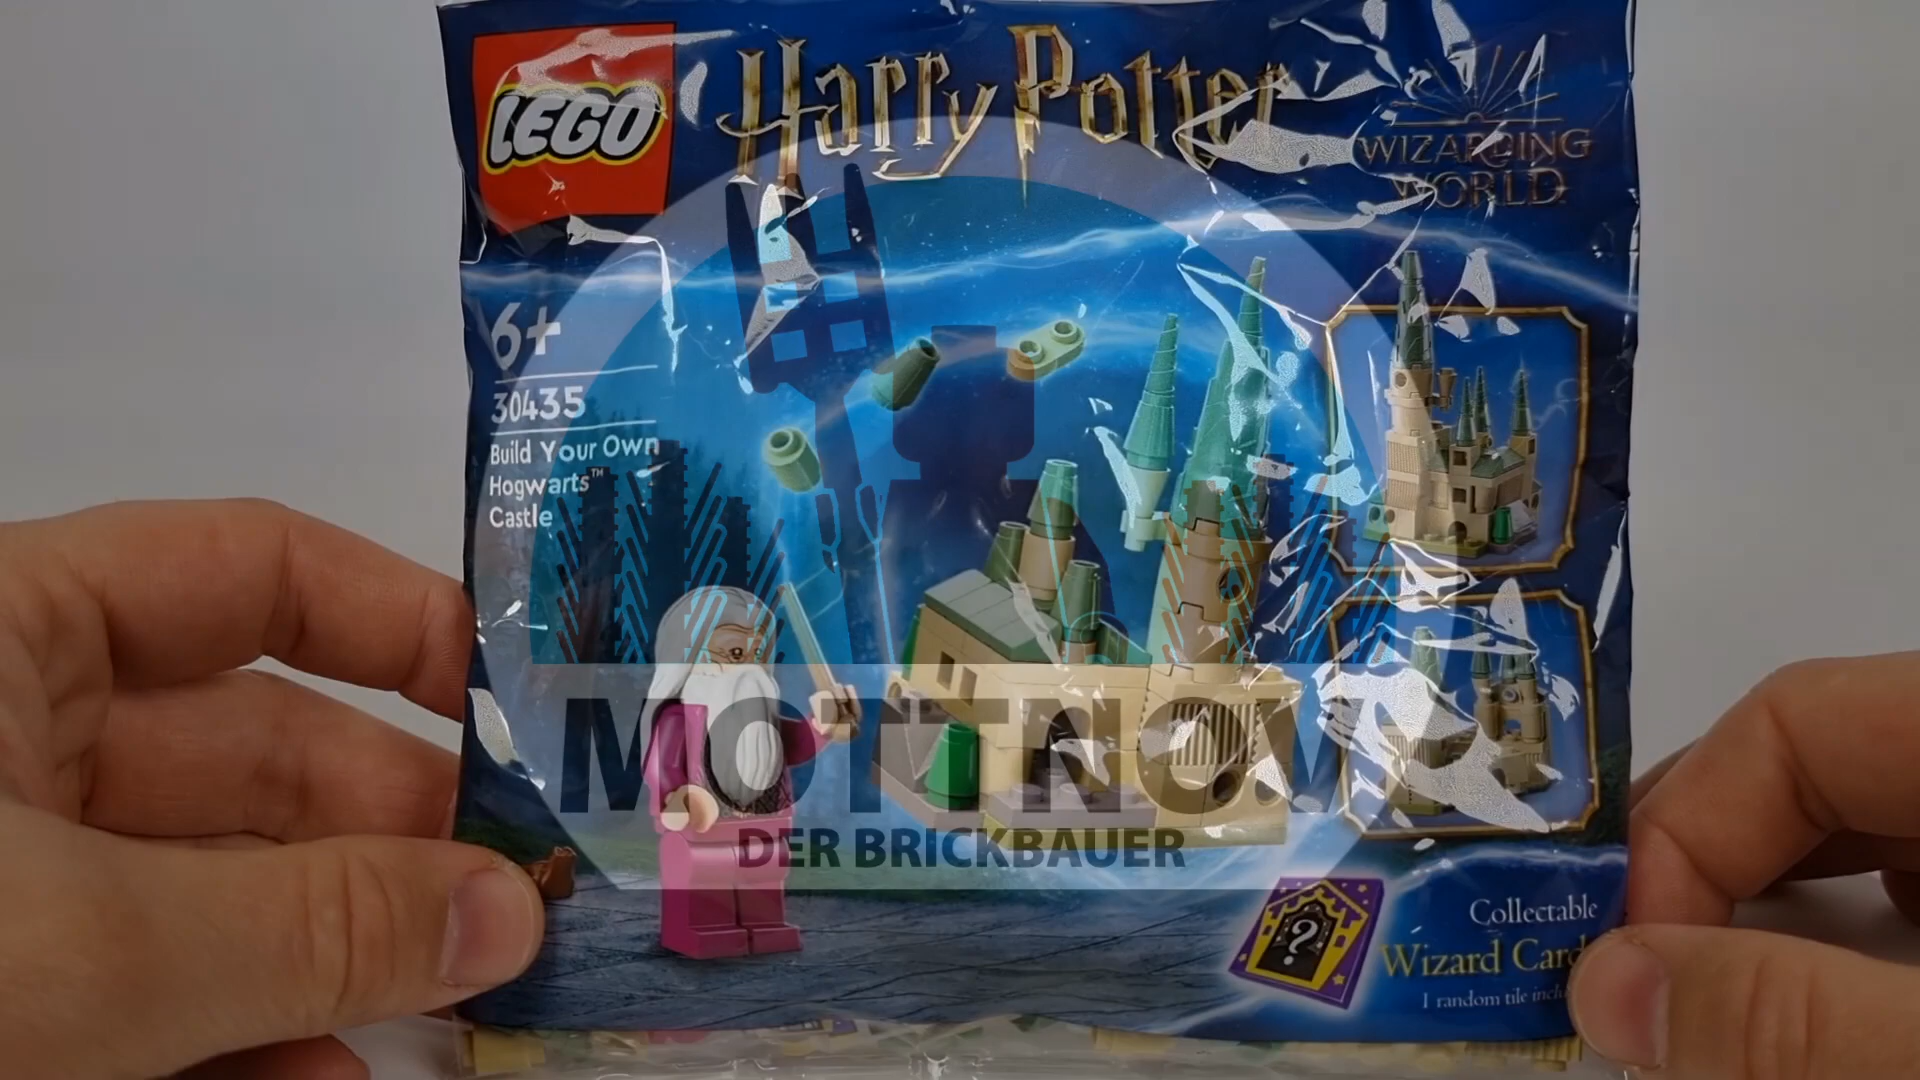 LEGO
Harry Potter
WIZARDING
WORLD
6+
30435
Build Your Own
Hogwarts™
Castle
MOTTNOW
DER BRICKBAUER
?
Collectable
Wizard Card
1 random tile